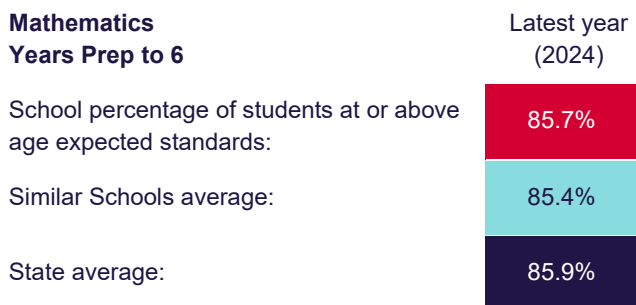 Mathematics
Years Prep to 6
Latest year
(2024)
School percentage of students at or above
age expected standards:
85.7%
Similar Schools average:
85.4%
State average:
85.9%